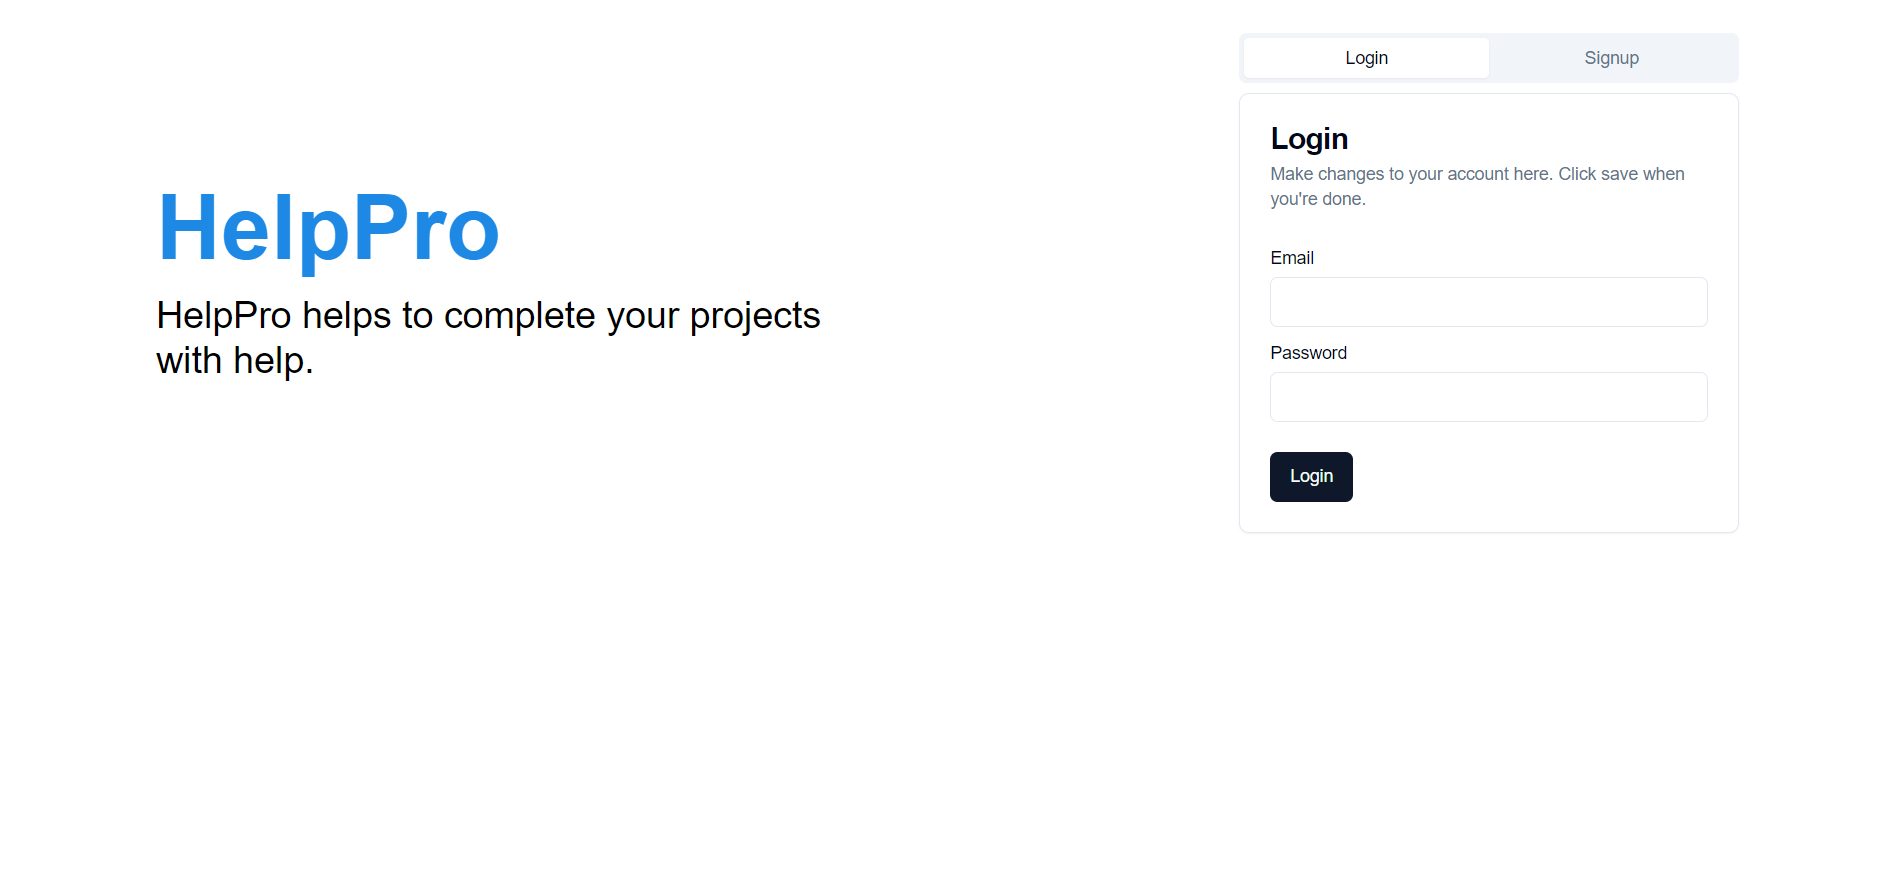 HelpPro
HelpPro helps to complete your projects
with help.
Login
Signup
Login
Make changes to your account here. Click save when
you're done.
Email
Password
Login